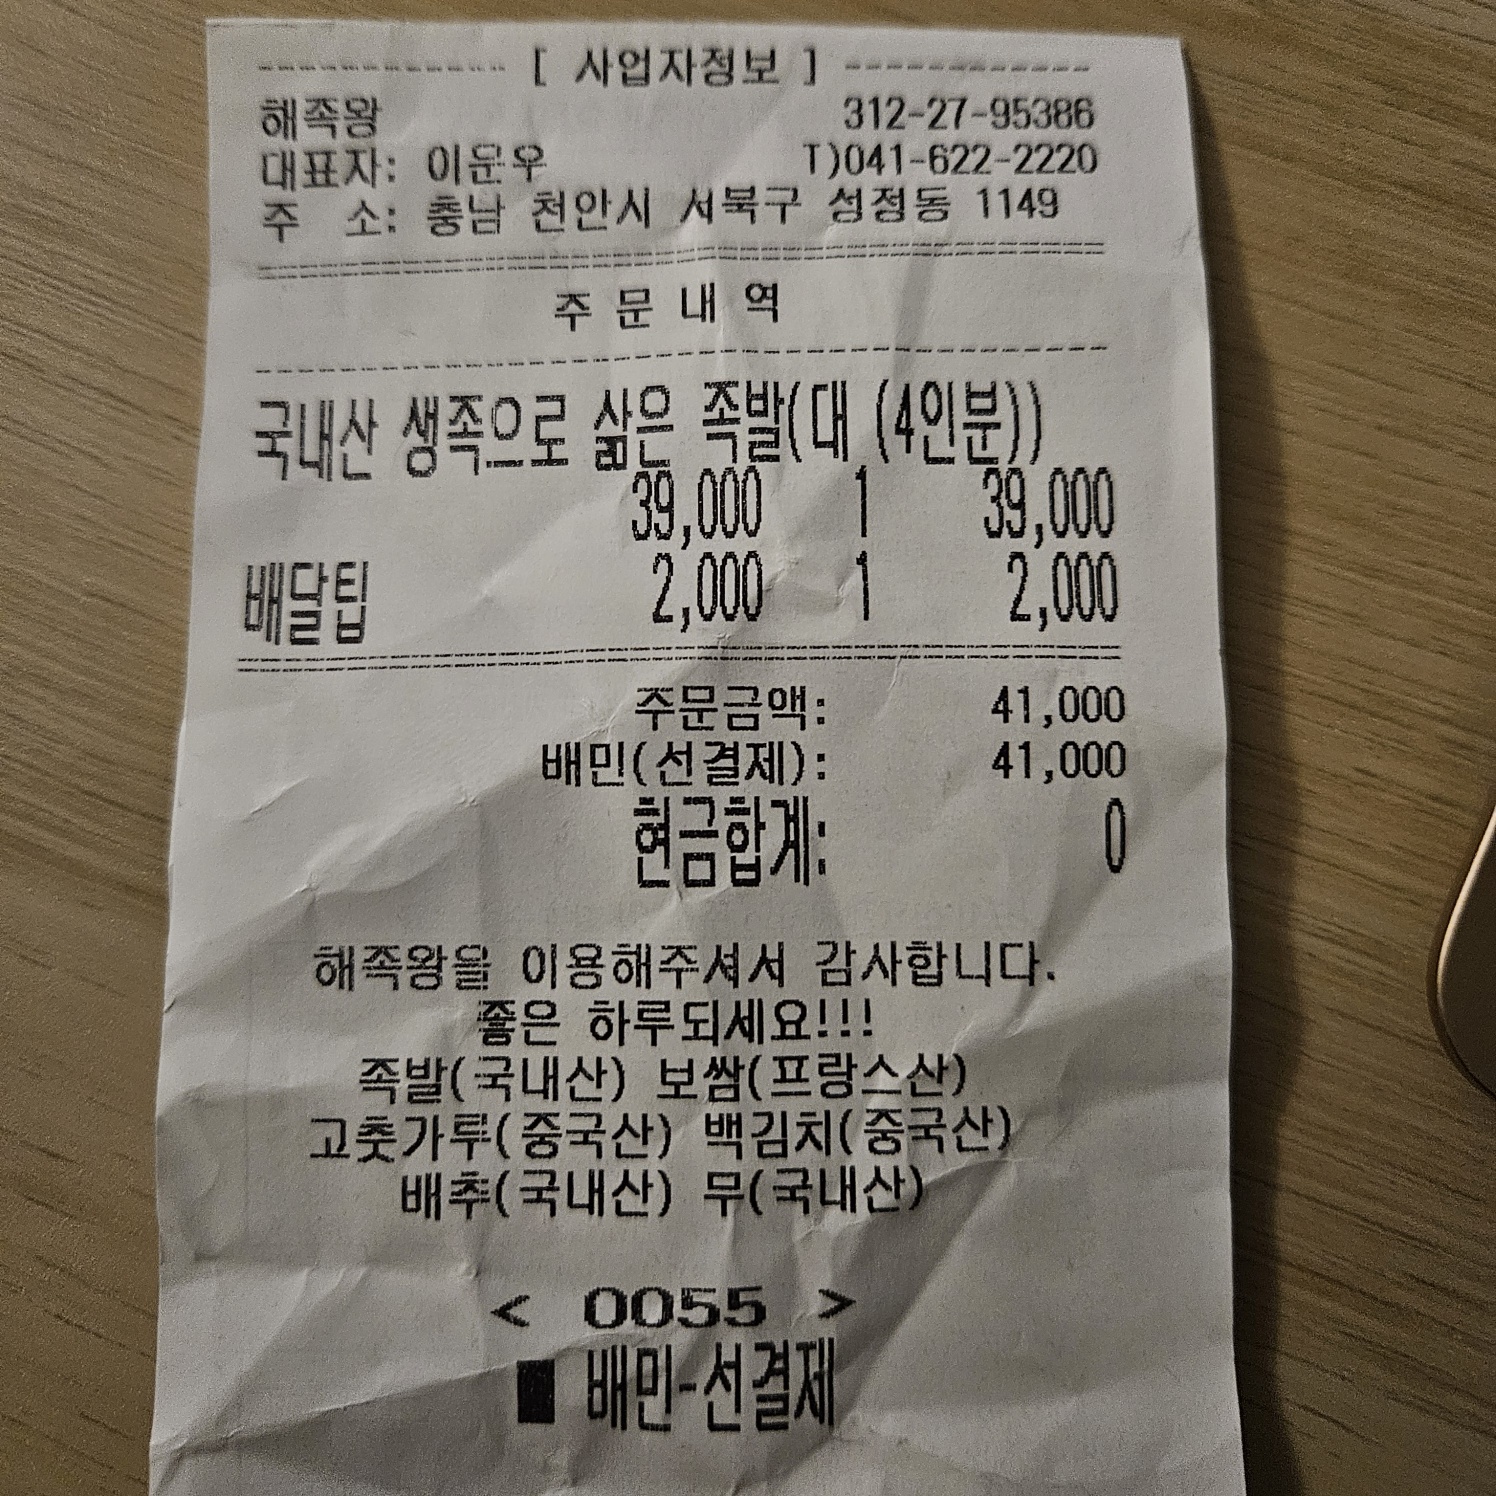 ------------- [ 사업자정보 ] -------------
해족왕 312-27-95386
대표자: 이운우 T)041-622-2220
주 소: 충남 천안시 서북구 성정동 1149
주 문 내 역
국내산 생족으로 삶은 족발(대 (4인분))
39,000 1 39,000
배달팁 2,000 1 2,000
주문금액: 41,000
배민(선결제): 41,000
현금합계: 0
해족왕을 이용해주셔서 감사합니다.
좋은 하루되세요!!!
족발(국내산) 보쌈(프랑스산)
고춧가루(중국산) 백김치(중국산)
배추(국내산) 무(국내산)
< 0055 >
■ 배민-선결제